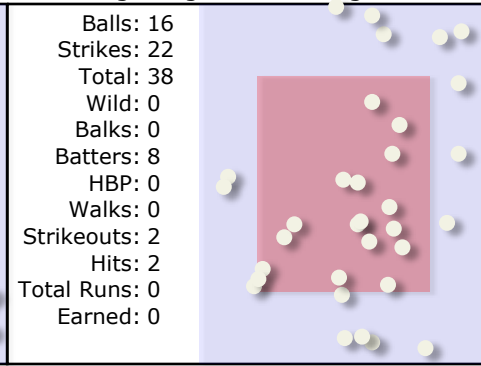 Balls: 16
Strikes: 22
Total: 38
Wild: 0
Balks: 0
Batters: 8
HBP: 0
Walks: 0
Strikeouts: 2
Hits: 2
Total Runs: 0
Earned: 0